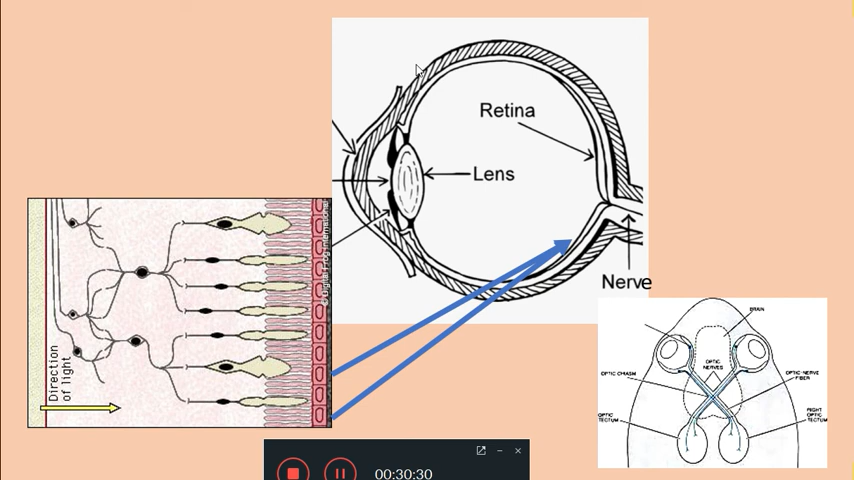 Retina
Lens
Nerve
Direction
of light
© Digital Frog International
BRAIN
OPTIC
NERVES
OPTIC CHIASM
OPTIC-NERVE
FIBER
OPTIC
TECTUM
RIGHT
OPTIC
TECTUM
00:30:30